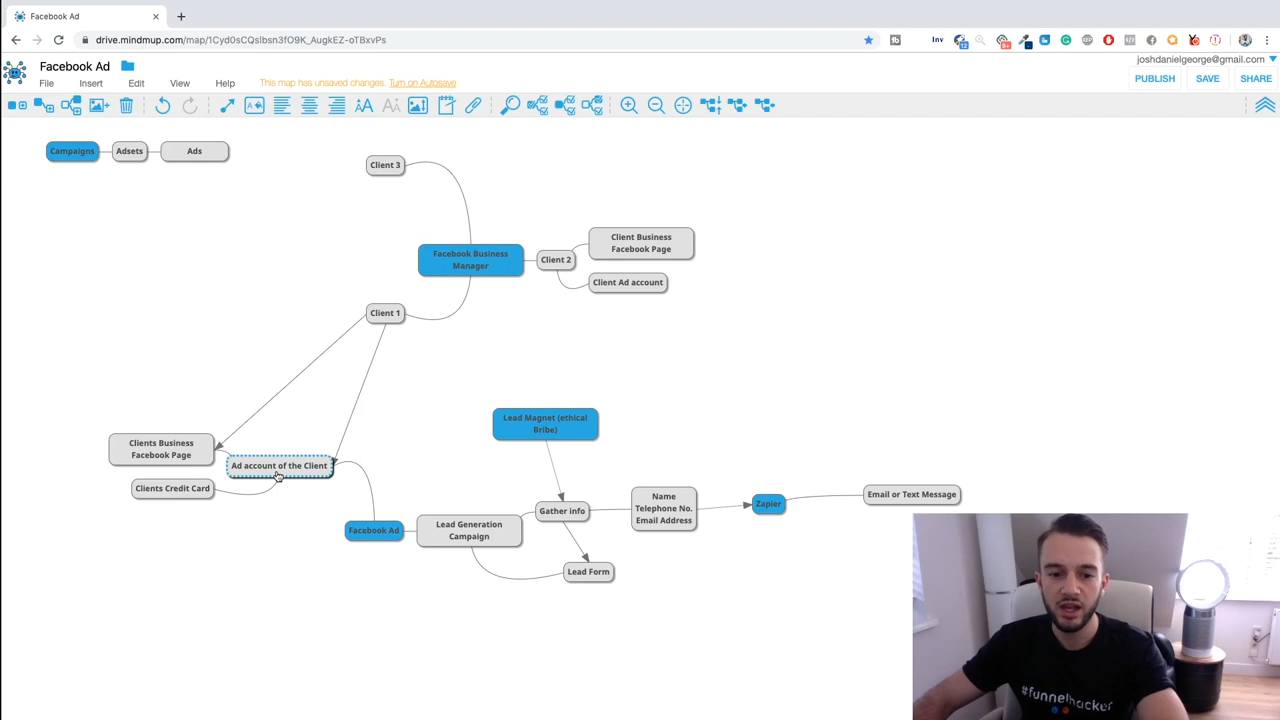 Facebook Ad
drive.mindmup.com/map/1Cyd0sCQsIbsn3fO9K_AugkEZ-oTBxvPs
Inv
Facebook Ad
joshdanielgeorge@gmail.com
File Insert Edit View Help
This map has unsaved changes. Turn on Autosave
PUBLISH SAVE SHARE
Campaigns
Adsets
Ads
Client 3
Facebook Business
Manager
Client 2
Client Business
Facebook Page
Client Ad account
Client 1
Clients Business
Facebook Page
Ad account of the Client
Clients Credit Card
Lead Magnet (ethical
Bribe)
Facebook Ad
Lead Generation
Campaign
Gather info
Name
Telephone No.
Email Address
Zapier
Email or Text Message
Lead Form
#funnelhacker